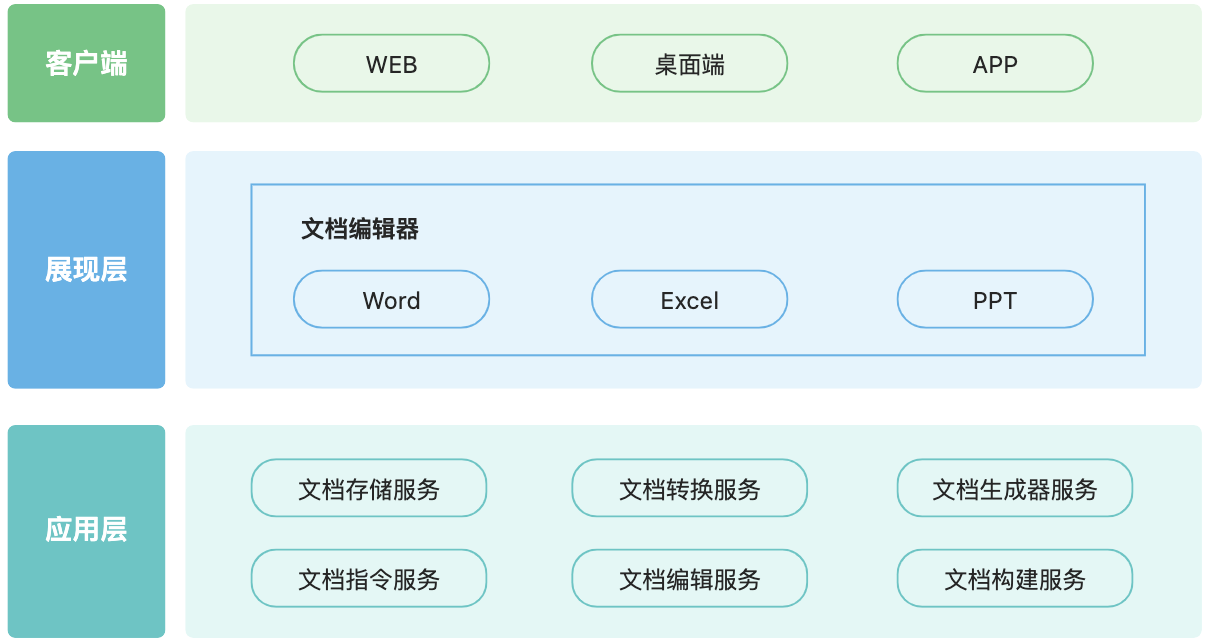 客户端
WEB
桌面端
APP
展现层
文档编辑器
Word
Excel
PPT
应用层
文档存储服务
文档转换服务
文档生成器服务
文档指令服务
文档编辑服务
文档构建服务